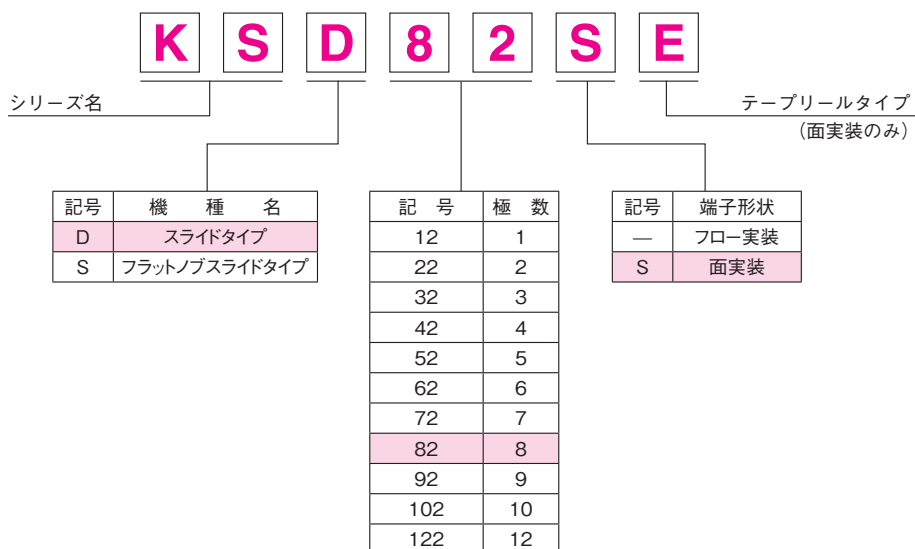 KSD82SE
シリーズ名
テープリールタイプ
(面実装のみ)
記号 機種名
D スライドタイプ
S フラットノブスライドタイプ
記号 極数
12 1
22 2
32 3
42 4
52 5
62 6
72 7
82 8
92 9
102 10
122 12
記号 端子形状
— フロー実装
S 面実装